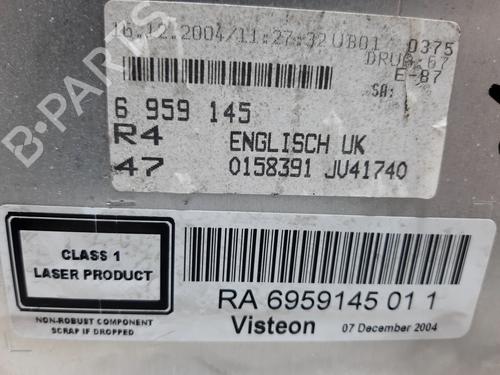 16.12.2004/11:27:32 UB01 0375
DRUG-67
E-87
SA:
6 959 145
R4 ENGLISCH UK
47 0158391 JU41740
CLASS 1
LASER PRODUCT
NON-ROBUST COMPONENT
SCRAP IF DROPPED
RA 6959145 01 1
Visteon 07 December 2004